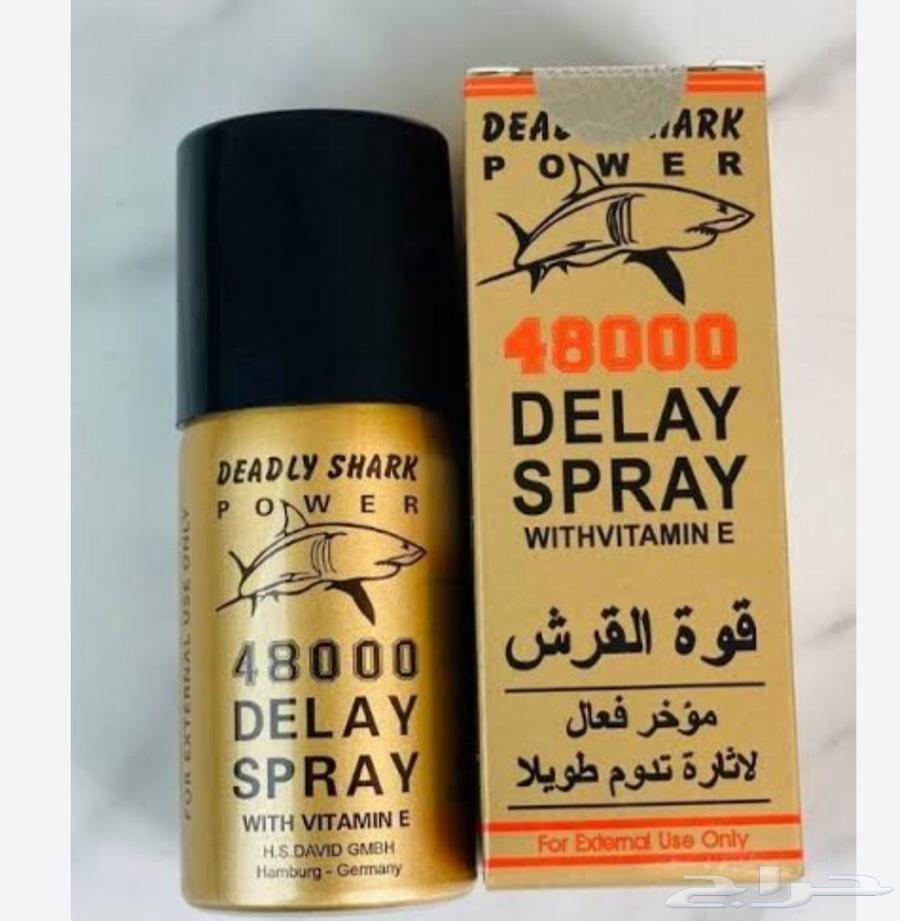 DEADLY SHARK
POWER
48000
DELAY
SPRAY
WITH VITAMIN E
H.S.DAVID GMBH
Hamburg - Germany
FOR EXTERNAL USE ONLY
SHARK
POWER
48000
DELAY
SPRAY
WITHVITAMIN E
قوة القرش
مؤخر فعال
لاثارة تدوم طويلا
For External Use Only
حراج